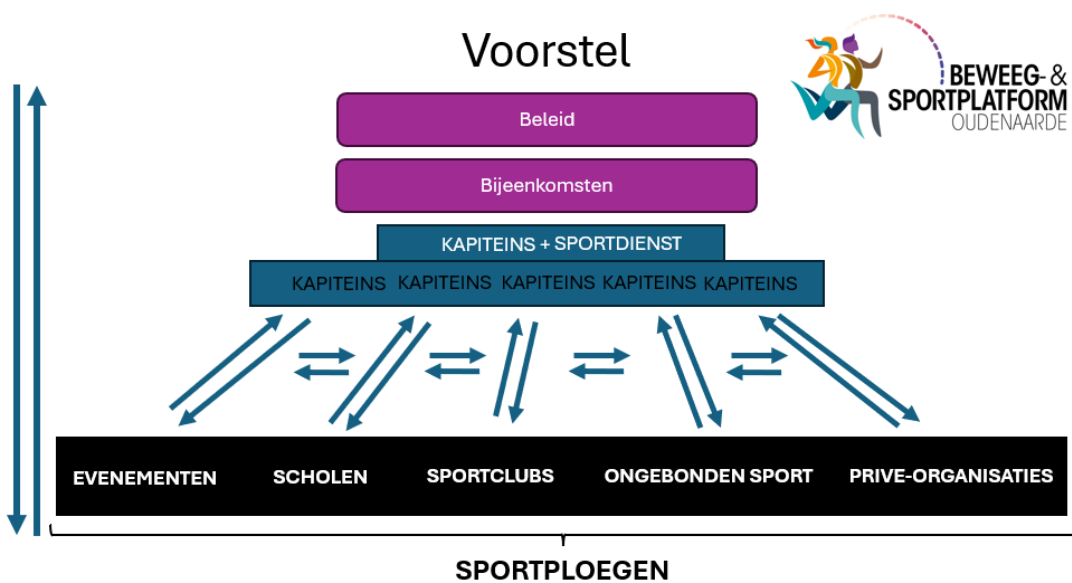 Voorstel
BEWEEG- &
SPORTPLATFORM
OUDENAARDE
Beleid
Bijeenkomsten
KAPITEINS + SPORTDIENST
KAPITEINS KAPITEINS KAPITEINS KAPITEINS KAPITEINS
EVENEMENTEN SCHOLEN SPORTCLUBS ONGEBONDEN SPORT PRIVE-ORGANISATIES
SPORTPLOEGEN